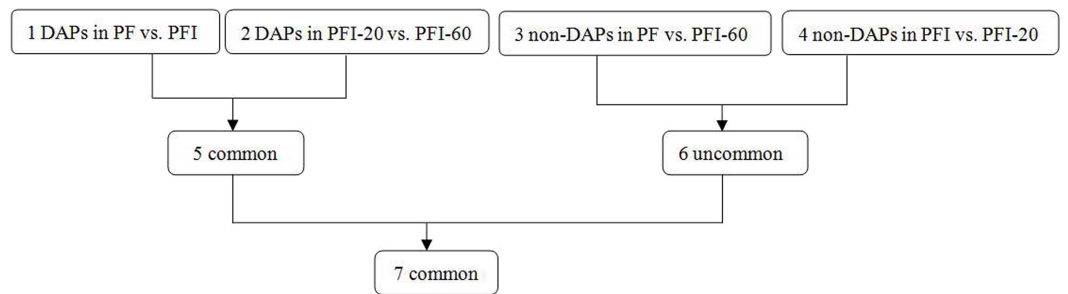 1 DAPs in PF vs. PFI
2 DAPs in PFI-20 vs. PFI-60
3 non-DAPs in PF vs. PFI-60
4 non-DAPs in PFI vs. PFI-20
5 common
6 uncommon
7 common